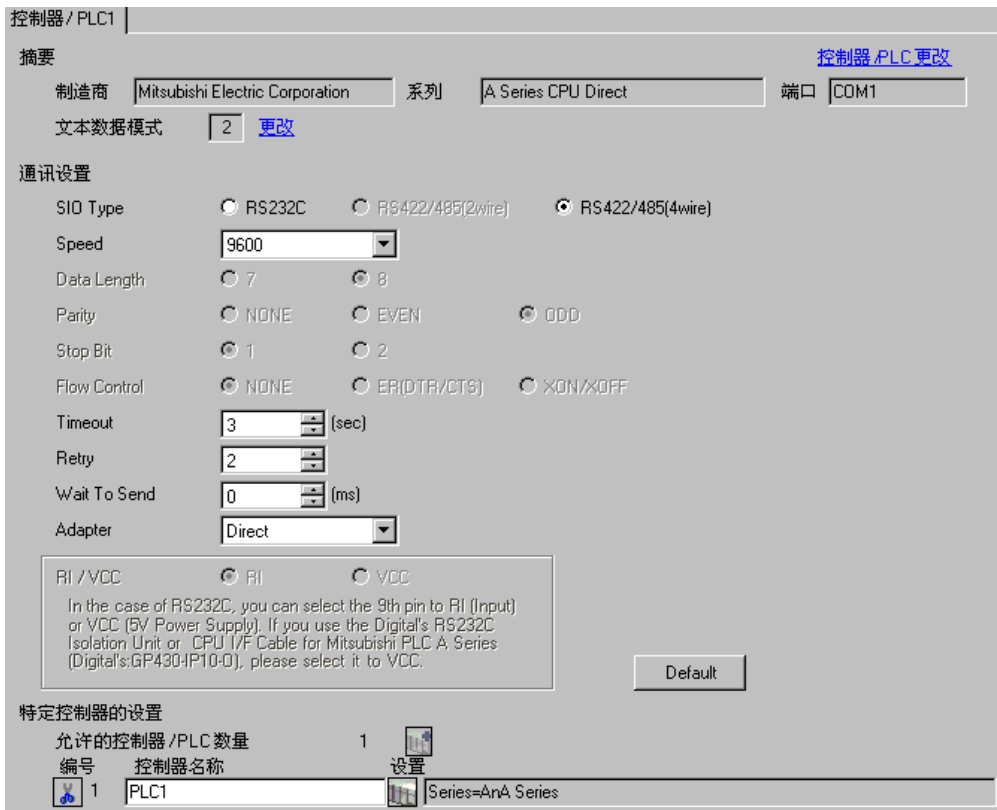 控制器/PLC1
摘要 控制器/PLC更改
制造商 Mitsubishi Electric Corporation 系列 A Series CPU Direct 端口 COM1
文本数据模式 2 更改
通讯设置
SIO Type RS232C RS422/485(2wire) RS422/485(4wire)
Speed 9600
Data Length 7 8
Parity NONE EVEN ODD
Stop Bit 1 2
Flow Control NONE ER(DTR/CTS) XON/XOFF
Timeout 3 (sec)
Retry 2
Wait To Send 0 (ms)
Adapter Direct
RI / VCC RI VCC
In the case of RS232C, you can select the 9th pin to RI (Input)
or VCC (5V Power Supply). If you use the Digital's RS232C
Isolation Unit or CPU I/F Cable for Mitsubishi PLC A Series
(Digital's:GP430-IP10-O), please select it to VCC.
Default
特定控制器的设置
允许的控制器/PLC数量 1
编号 控制器名称 设置
1 PLC1 Series=AnA Series